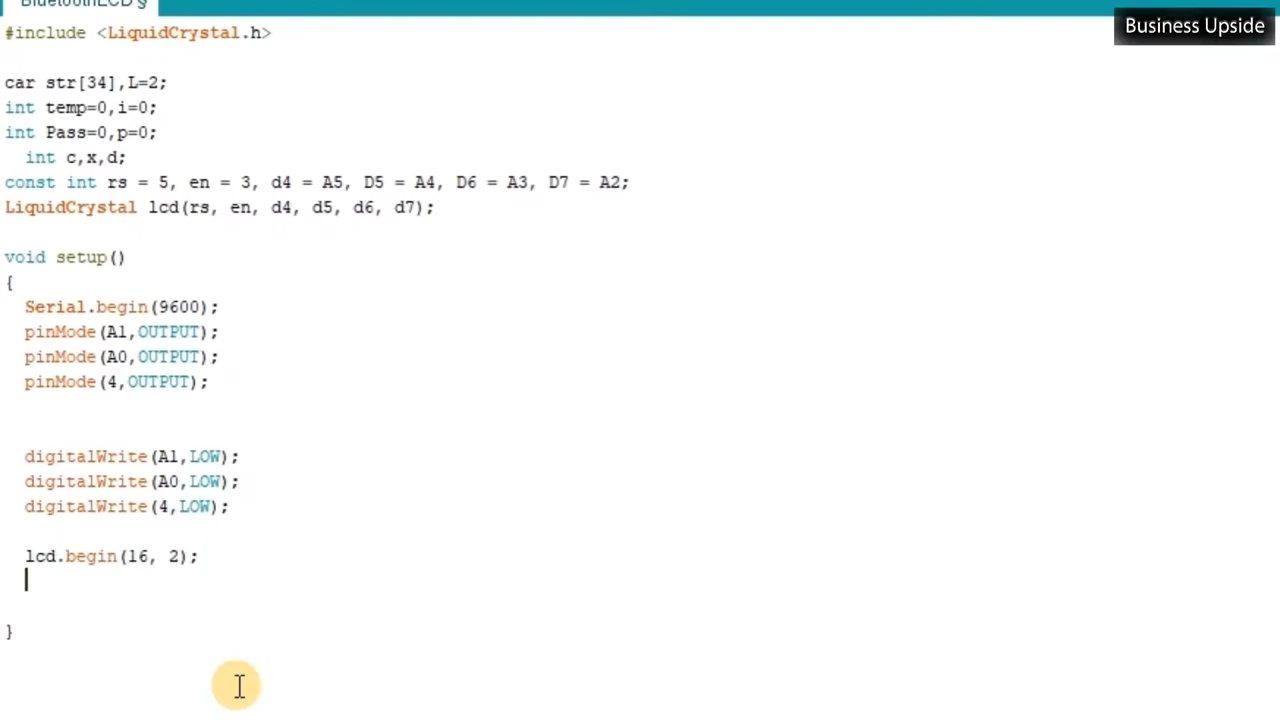 BluetoothLCD §
Business Upside
#include <LiquidCrystal.h>
car str[34],L=2;
int temp=0,i=0;
int Pass=0,p=0;
int c,x,d;
const int rs = 5, en = 3, d4 = A5, D5 = A4, D6 = A3, D7 = A2;
LiquidCrystal lcd(rs, en, d4, d5, d6, d7);
void setup()
{
Serial.begin(9600);
pinMode(A1,OUTPUT);
pinMode(A0,OUTPUT);
pinMode(4,OUTPUT);
digitalWrite(A1,LOW);
digitalWrite(A0,LOW);
digitalWrite(4,LOW);
lcd.begin(16, 2);
}